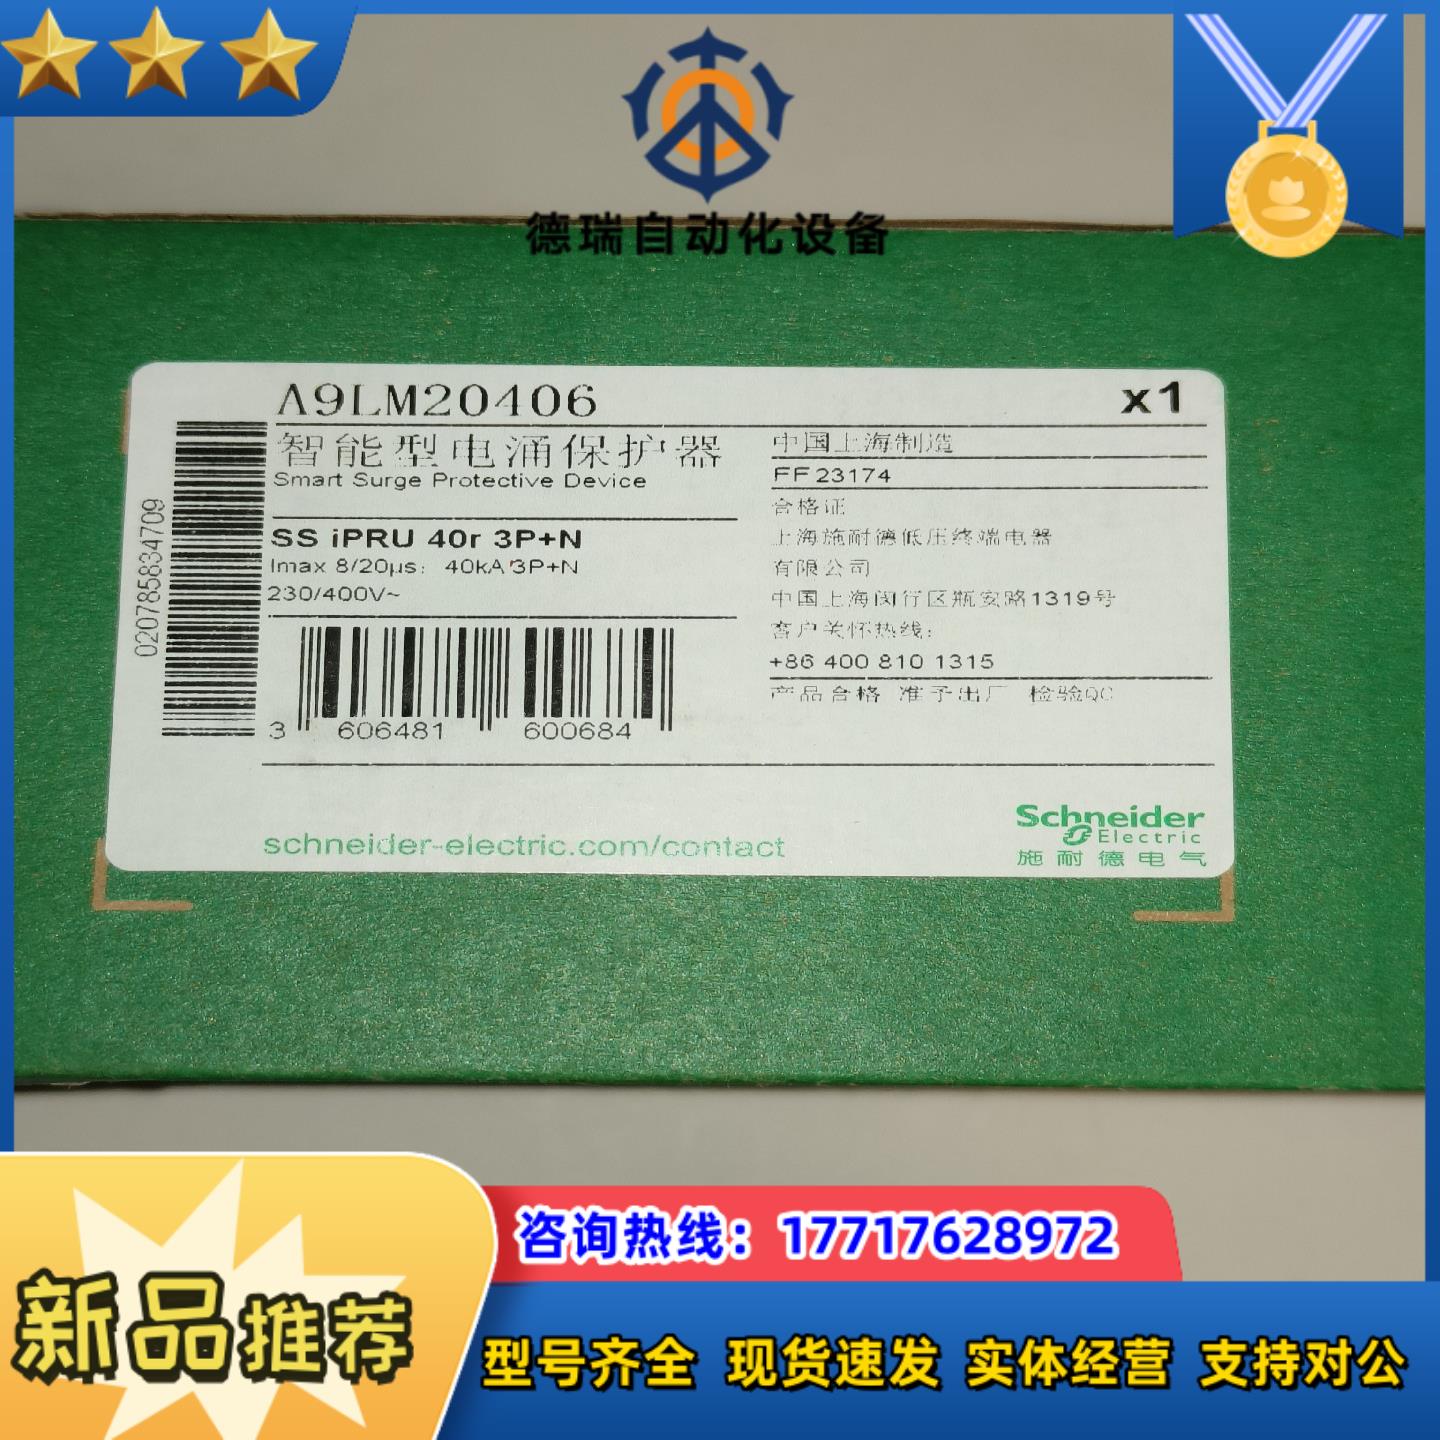 德瑞自动化设备
A9LM20406
x1
智能型电涌保护器
Smart Surge Protective Device
SS iPRU 40r 3P+N
Imax 8/20µs: 40kA 3P+N
230/400V~
020785834709
3 606481 600684
中国上海制造
FF 23174
合格证
上海施耐德低压终端电器
有限公司
中国上海闵行区瓶安路1319号
客户关怀热线:
+86 400 810 1315
产品合格 准予出厂 检验QC
schneider-electric.com/contact
Schneider
Electric
施耐德电气
咨询热线：17717628972
新品推荐
型号齐全 现货速发 实体经营 支持对公